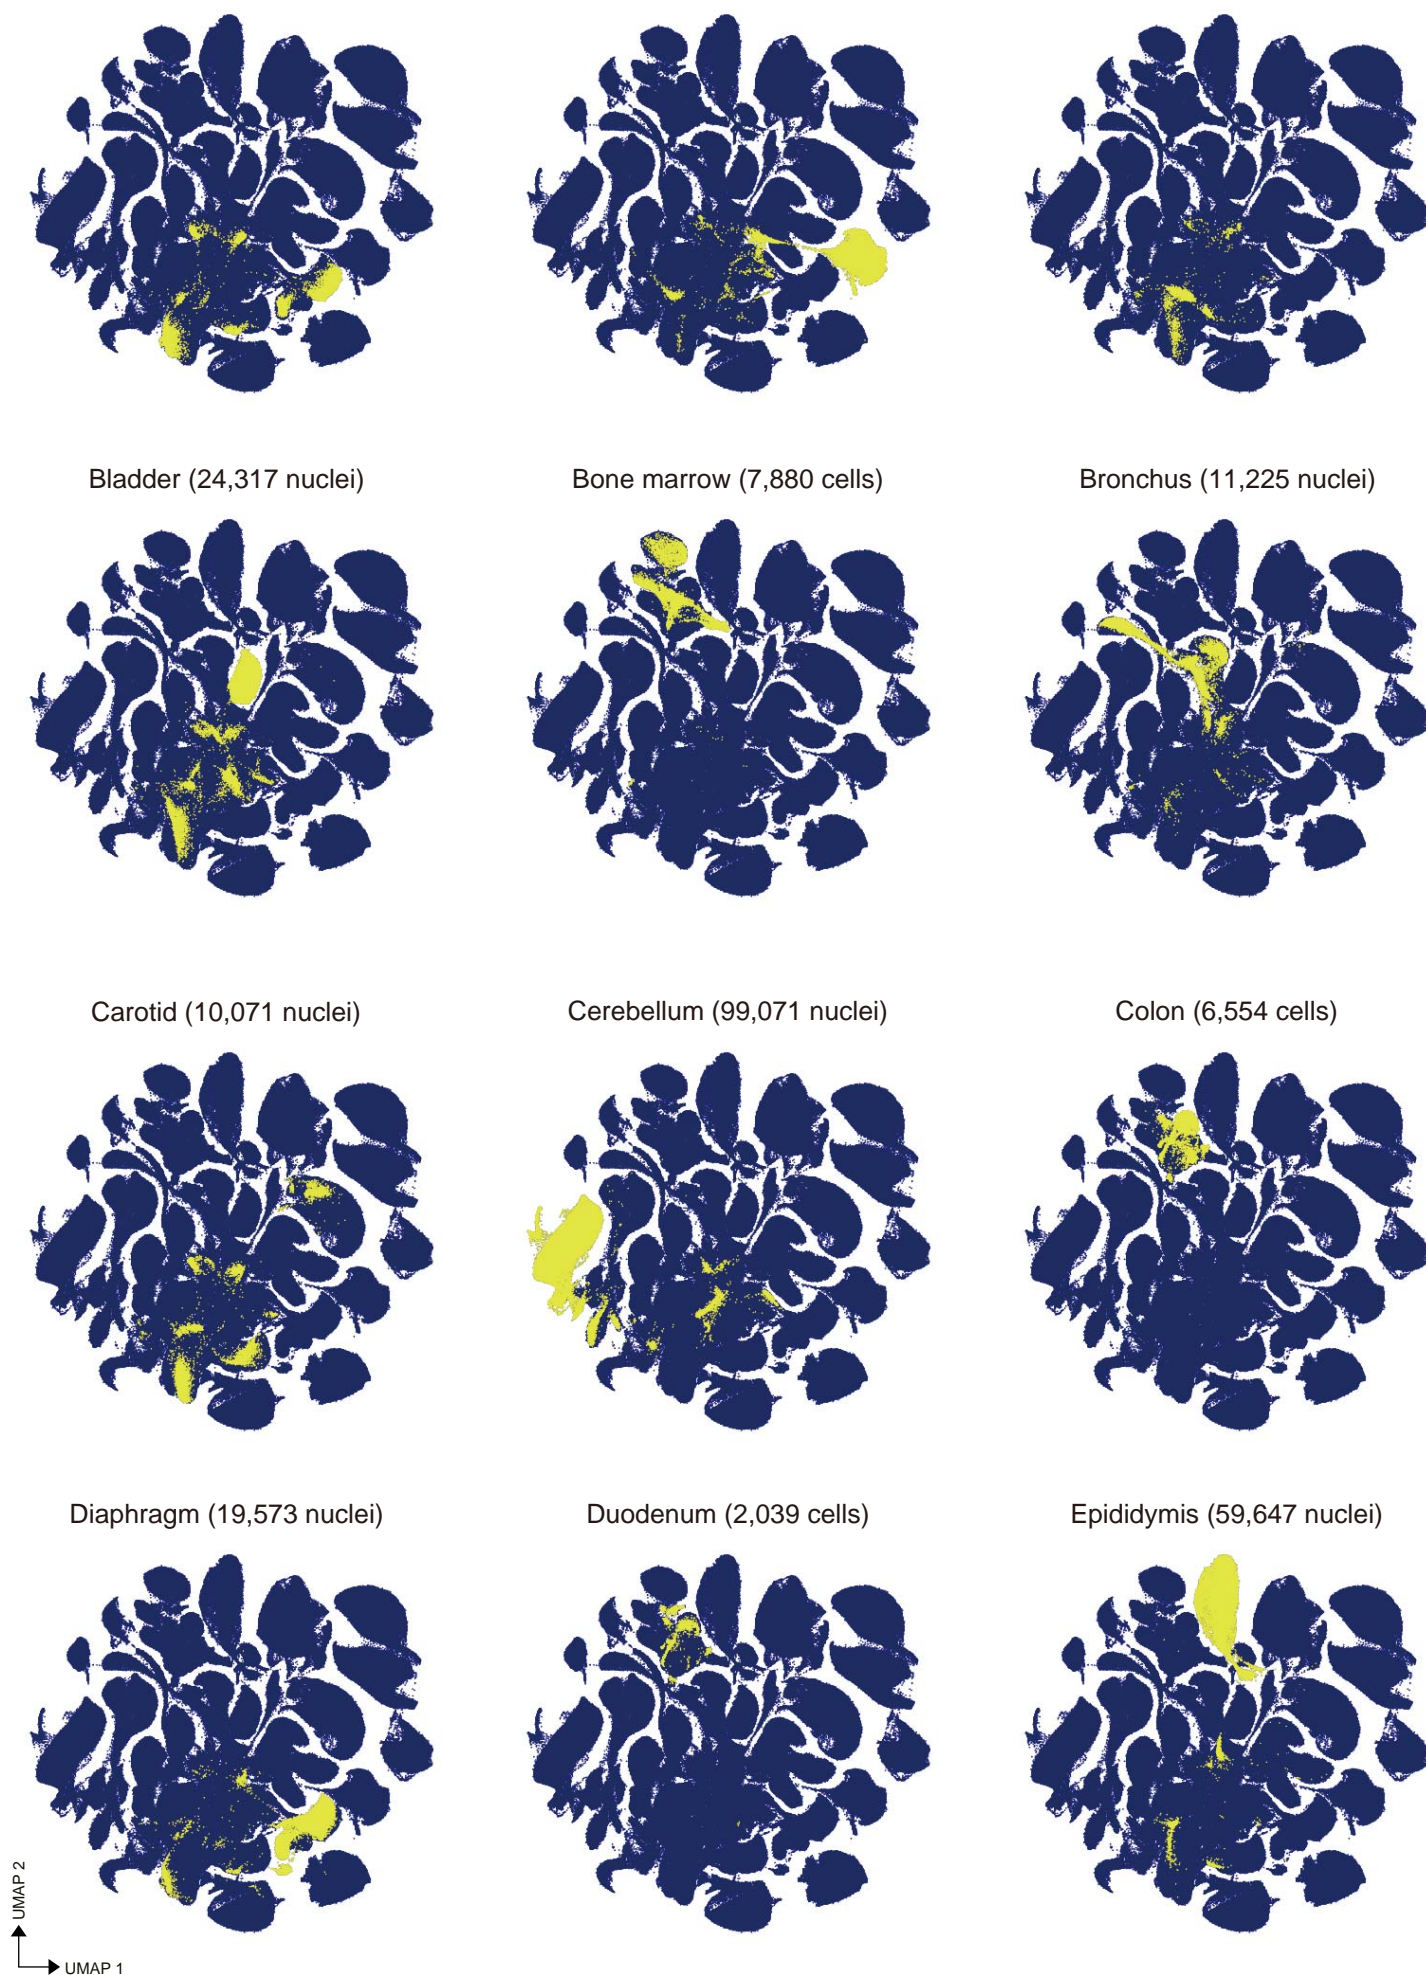 Bladder (24,317 nuclei)
Bone marrow (7,880 cells)
Bronchus (11,225 nuclei)
Carotid (10,071 nuclei)
Cerebellum (99,071 nuclei)
Colon (6,554 cells)
Diaphragm (19,573 nuclei)
Duodenum (2,039 cells)
Epididymis (59,647 nuclei)
UMAP 2
UMAP 1